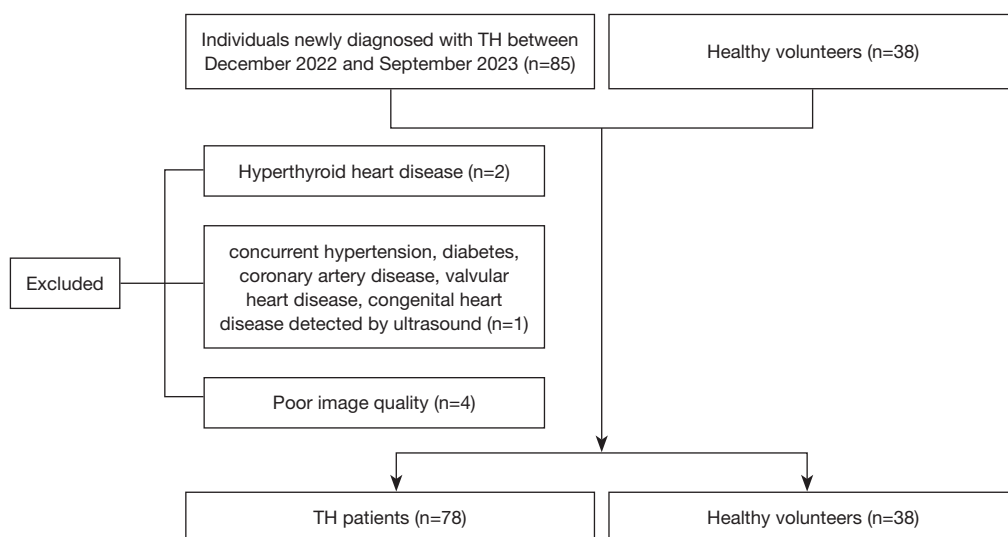 Individuals newly diagnosed with TH between
December 2022 and September 2023 (n=85)
Healthy volunteers (n=38)
Hyperthyroid heart disease (n=2)
Excluded
concurrent hypertension, diabetes,
coronary artery disease, valvular
heart disease, congenital heart
disease detected by ultrasound (n=1)
Poor image quality (n=4)
TH patients (n=78)
Healthy volunteers (n=38)